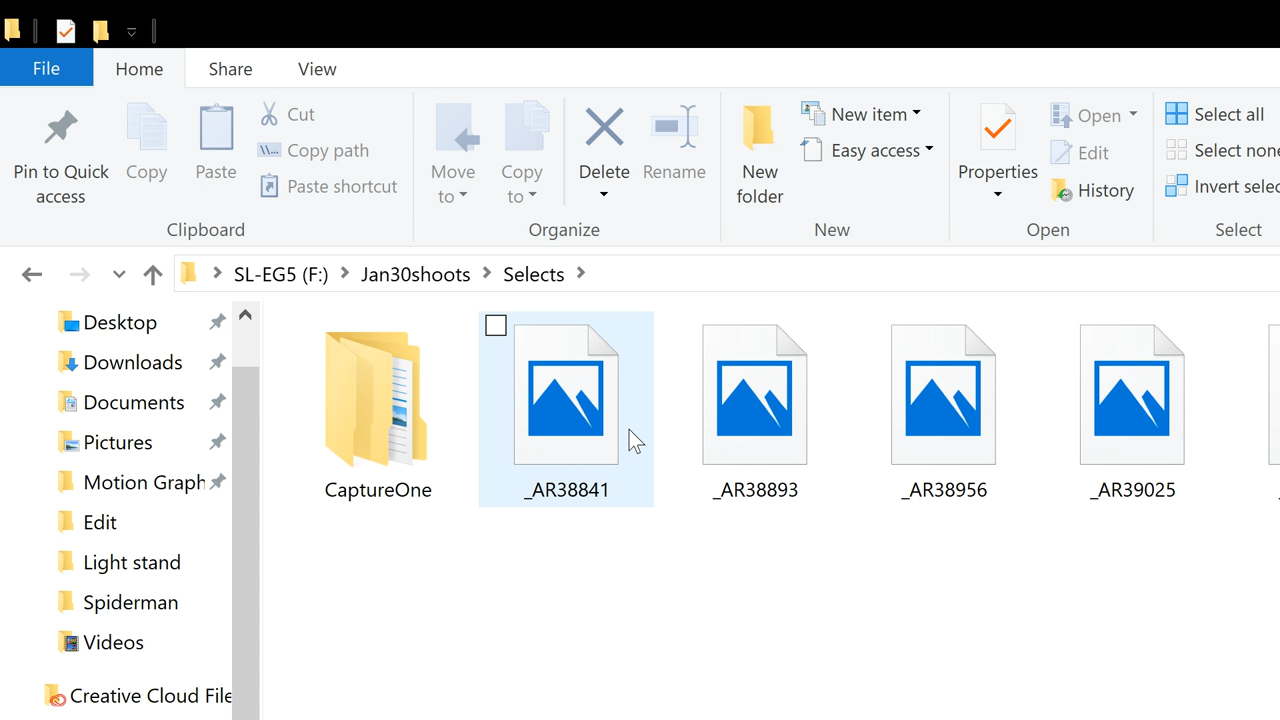 File Home Share View
Pin to Quick access
Copy
Paste
Cut
Copy path
Paste shortcut
Clipboard
Move to
Copy to
Delete
Rename
Organize
New folder
New item
Easy access
New
Properties
Open
Edit
History
Open
Select all
Select none
Invert selec
Select
SL-EG5 (F:) Jan30shoots Selects
Desktop
Downloads
Documents
Pictures
Motion Graph
Edit
Light stand
Spiderman
Videos
Creative Cloud File
CaptureOne
_AR38841
_AR38893
_AR38956
_AR39025